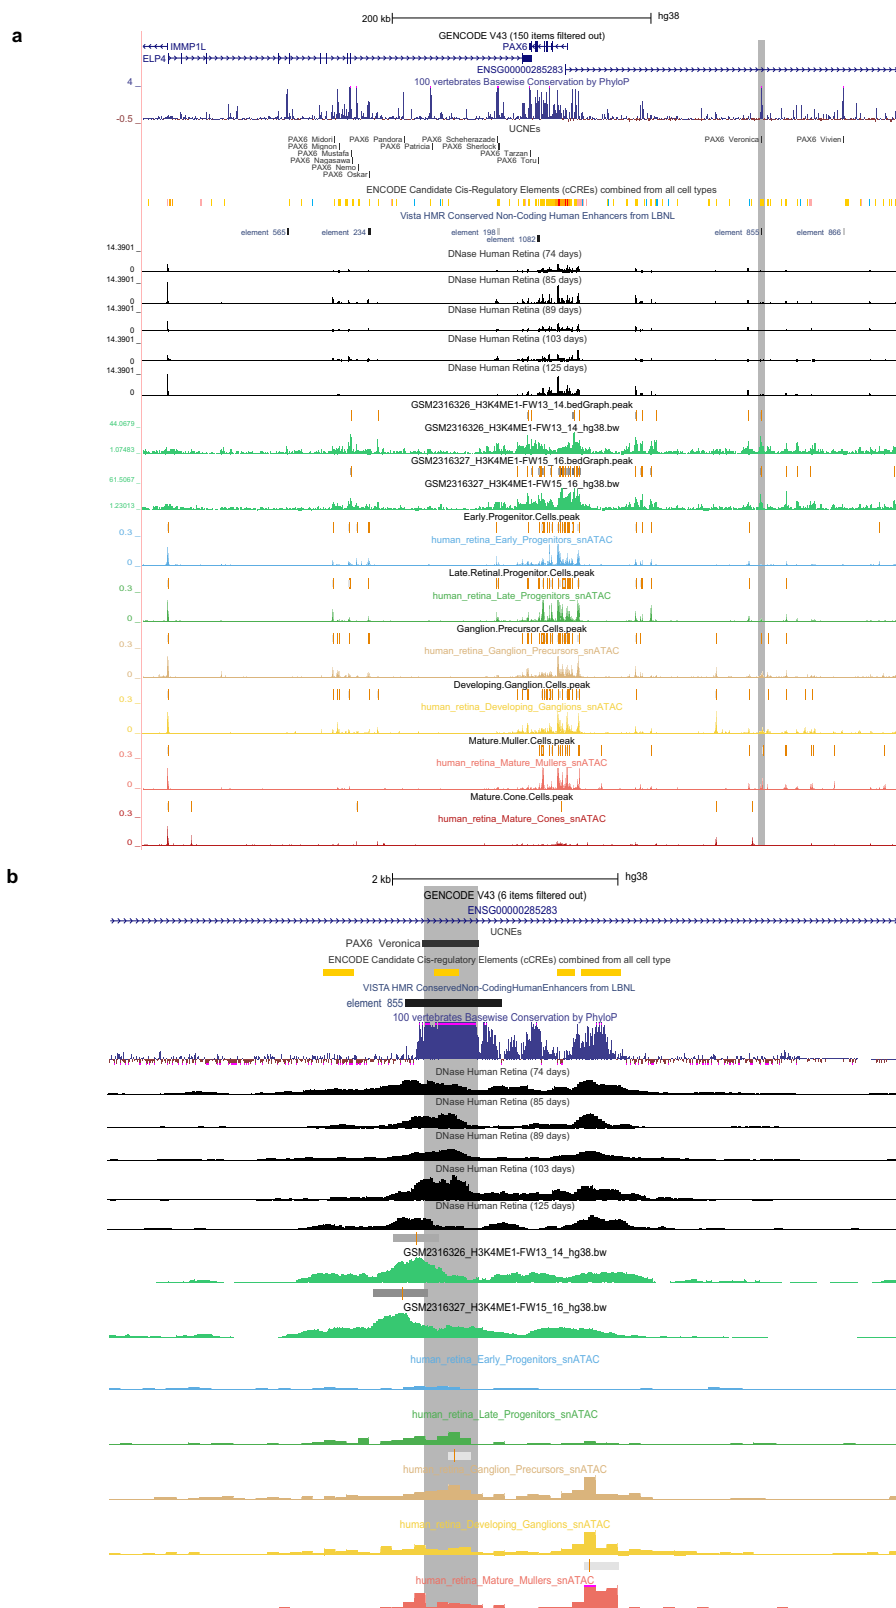 a
200 kb
hg38
GENCODE V43 (150 items filtered out)
IMMP1L
PAX6
ELP4
ENSG00000285283
4
100 vertebrates Basewise Conservation by PhyloP
-0.5
UCNEs
PAX6 Midori
PAX6 Pandora
PAX6 Scheherazade
PAX6 Veronica
PAX6 Vivien
PAX6 Mignon
PAX6 Patricia
PAX6 Sherlock
PAX6 Mustafa
PAX6 Tarzan
PAX6 Nagasawa
PAX6 Toru
PAX6 Nemo
PAX6 Oskar
ENCODE Candidate Cis-Regulatory Elements (cCREs) combined from all cell types
Vista HMR Conserved Non-Coding Human Enhancers from LBNL
element 565
element 234
element 198
element 855
element 866
element 1082
14.3901
DNase Human Retina (74 days)
0
14.3901
DNase Human Retina (85 days)
0
14.3901
DNase Human Retina (89 days)
0
14.3901
DNase Human Retina (103 days)
0
14.3901
DNase Human Retina (125 days)
0
GSM2316326_H3K4ME1-FW13_14.bedGraph.peak
44.0679
GSM2316326_H3K4ME1-FW13_14_hg38.bw
1.07483
GSM2316327_H3K4ME1-FW15_16.bedGraph.peak
61.5067
GSM2316327_H3K4ME1-FW15_16_hg38.bw
1.23013
Early.Progenitor.Cells.peak
0.3
human_retina_Early_Progenitors_snATAC
0
Late.Retinal.Progenitor.Cells.peak
0.3
human_retina_Late_Progenitors_snATAC
0
Ganglion.Precursor.Cells.peak
0.3
human_retina_Ganglion_Precursors_snATAC
0
Developing.Ganglion.Cells.peak
0.3
human_retina_Developing_Ganglions_snATAC
0
Mature.Muller.Cells.peak
0.3
human_retina_Mature_Mullers_snATAC
0
Mature.Cone.Cells.peak
0.3
human_retina_Mature_Cones_snATAC
0
b
2 kb
hg38
GENCODE V43 (6 items filtered out)
ENSG00000285283
UCNEs
PAX6 Veronica
ENCODE Candidate Cis-regulatory Elements (cCREs) combined from all cell type
VISTA HMR ConservedNon-CodingHumanEnhancers from LBNL
element 855
100 vertebrates Basewise Conservation by PhyloP
DNase Human Retina (74 days)
DNase Human Retina (85 days)
DNase Human Retina (89 days)
DNase Human Retina (103 days)
DNase Human Retina (125 days)
GSM2316326_H3K4ME1-FW13_14_hg38.bw
GSM2316327_H3K4ME1-FW15_16_hg38.bw
human_retina_Early_Progenitors_snATAC
human_retina_Late_Progenitors_snATAC
human_retina_Ganglion_Precursors_snATAC
human_retina_Developing_Ganglions_snATAC
human_retina_Mature_Mullers_snATAC